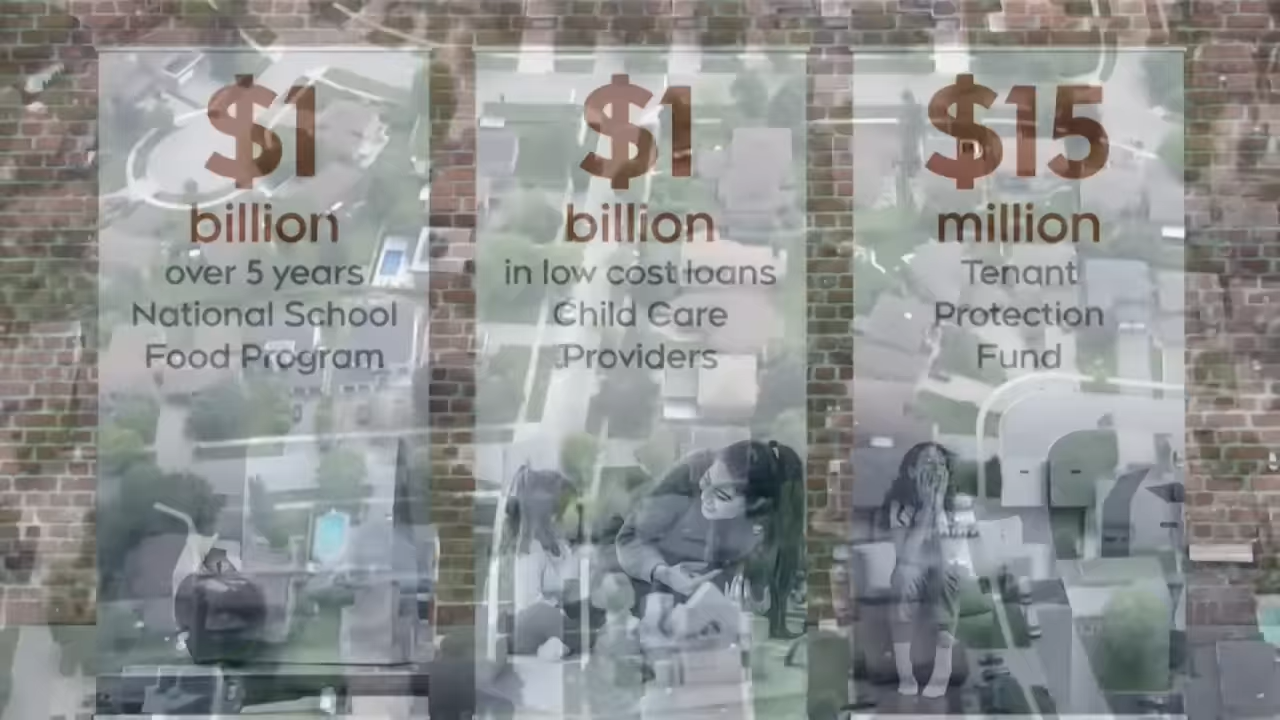 $1
billion
over 5 years
National School
Food Program
$1
billion
in low cost loans
Child Care
Providers
$15
million
Tenant
Protection
Fund